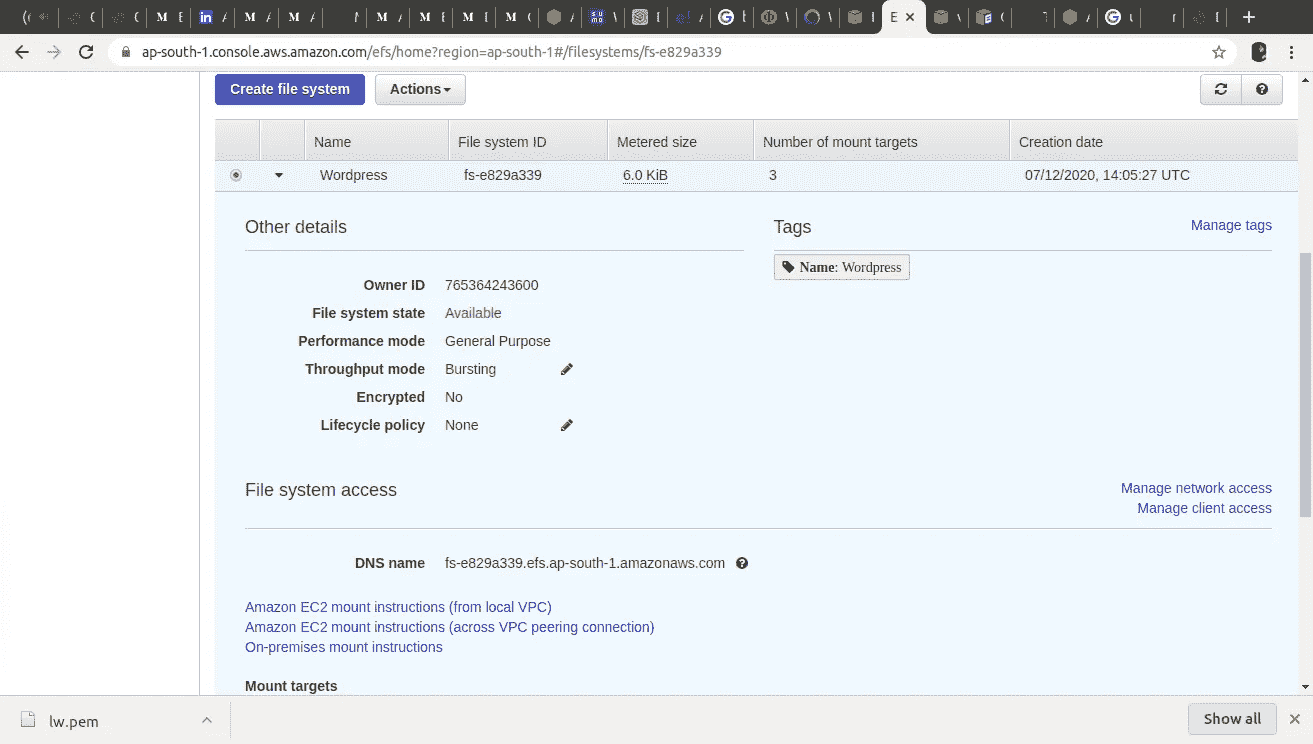 ap-south-1.console.aws.amazon.com/efs/home?region=ap-south-1#/filesystems/fs-e829a339
Create file system Actions
Name File system ID Metered size Number of mount targets Creation date
Wordpress fs-e829a339 6.0 KiB 3 07/12/2020, 14:05:27 UTC
Other details Tags Manage tags
Name: Wordpress
Owner ID 765364243600
File system state Available
Performance mode General Purpose
Throughput mode Bursting
Encrypted No
Lifecycle policy None
File system access Manage network access
Manage client access
DNS name fs-e829a339.efs.ap-south-1.amazonaws.com
Amazon EC2 mount instructions (from local VPC)
Amazon EC2 mount instructions (across VPC peering connection)
On-premises mount instructions
Mount targets
lw.pem Show all